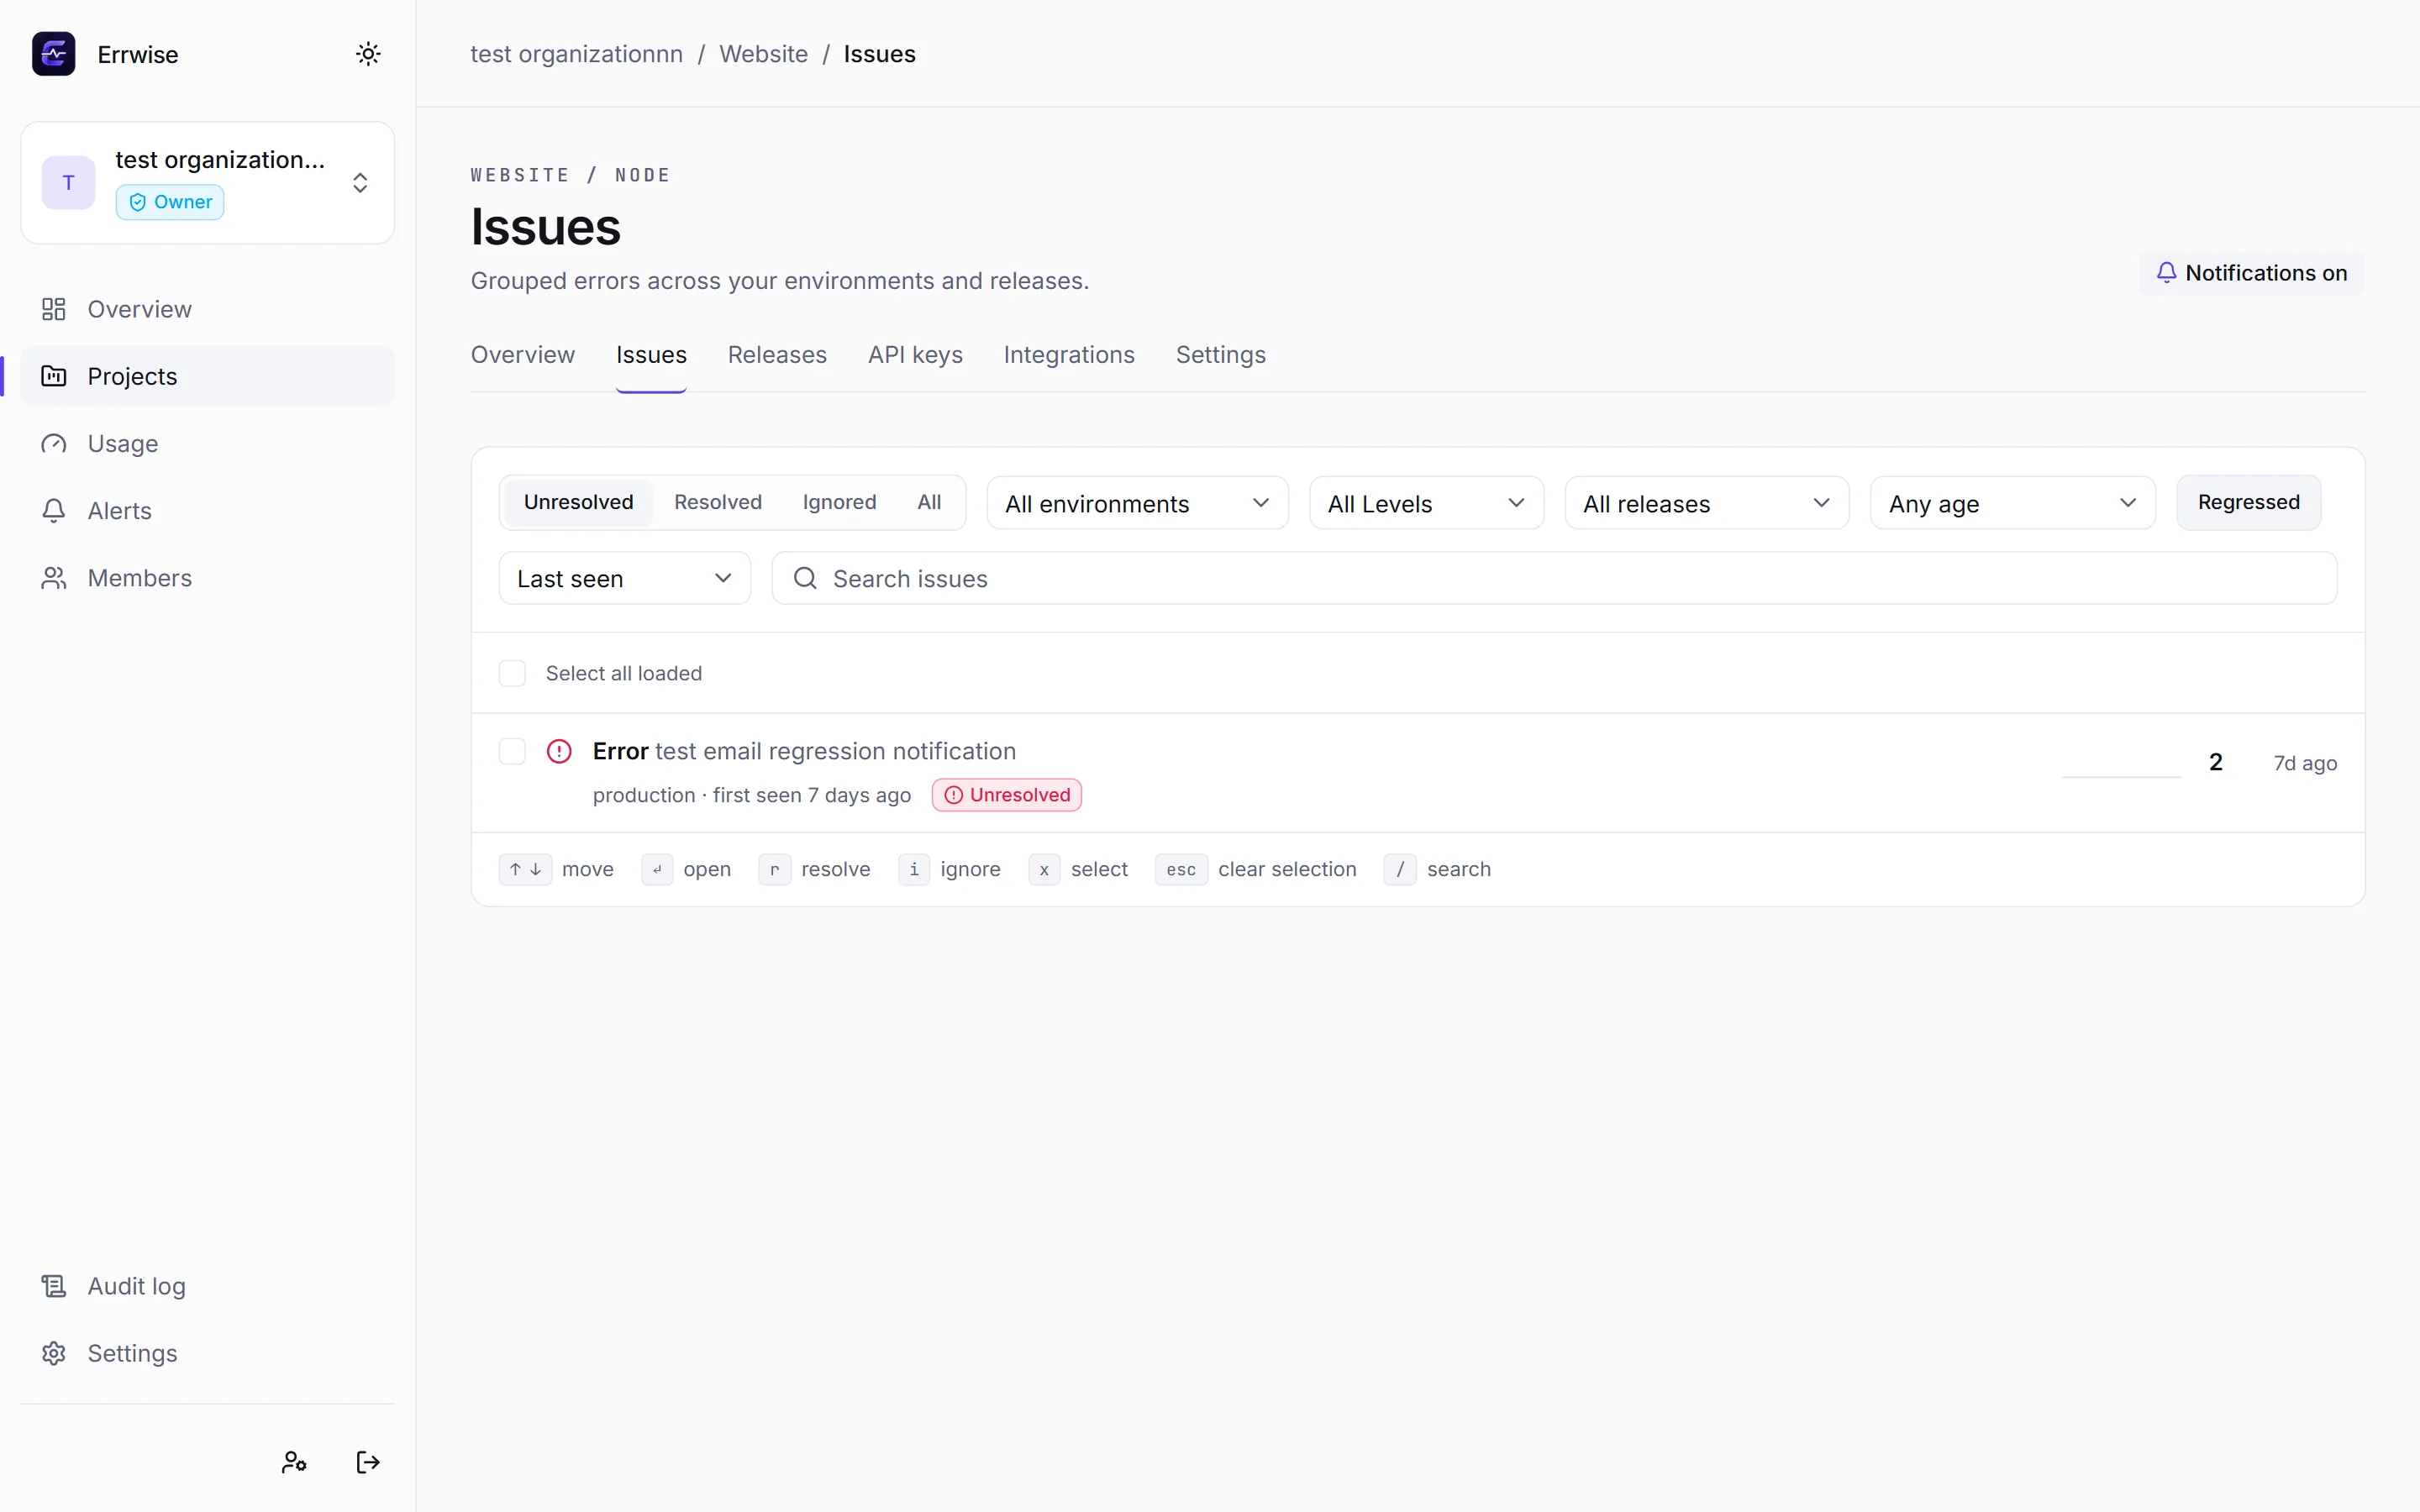 Errwise
test organization...
T
Owner
Overview
Projects
Usage
Alerts
Members
Audit log
Settings
test organizationnn / Website / Issues
WEBSITE / NODE
Issues
Grouped errors across your environments and releases.
Notifications on
Overview Issues Releases API keys Integrations Settings
Unresolved Resolved Ignored All All environments All Levels All releases Any age Regressed
Last seen Search issues
Select all loaded
Error test email regression notification
2 7d ago
production · first seen 7 days ago Unresolved
↑ ↓ move ↵ open r resolve i ignore x select esc clear selection / search